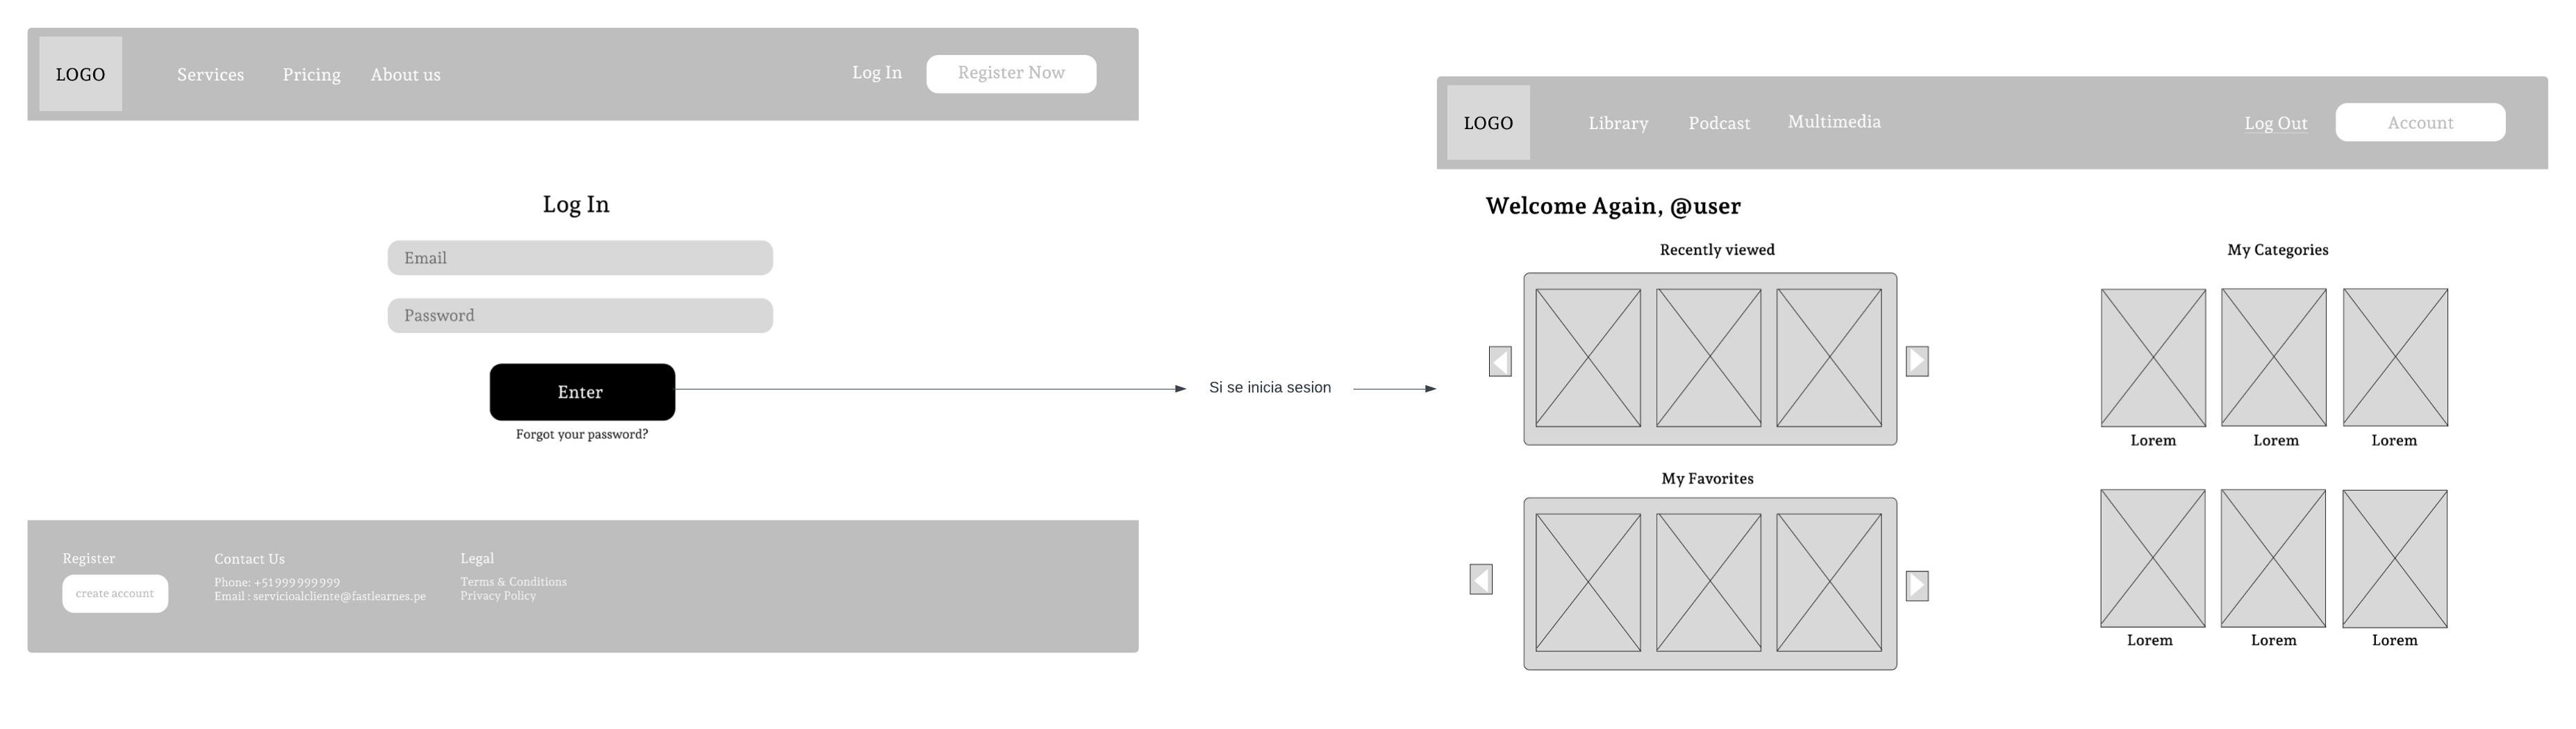 LOGO
Services
Pricing
About us
Log In
Register Now
Log In
Email
Password
Enter
Forgot your password?
Register
create account
Contact Us
Phone: +51999999999
Email : servicioalcliente@fastlearnes.pe
Legal
Terms & Conditions
Privacy Policy
Si se inicia sesion
LOGO
Library
Podcast
Multimedia
Log Out
Account
Welcome Again, @user
Recently viewed
My Favorites
My Categories
Lorem
Lorem
Lorem
Lorem
Lorem
Lorem